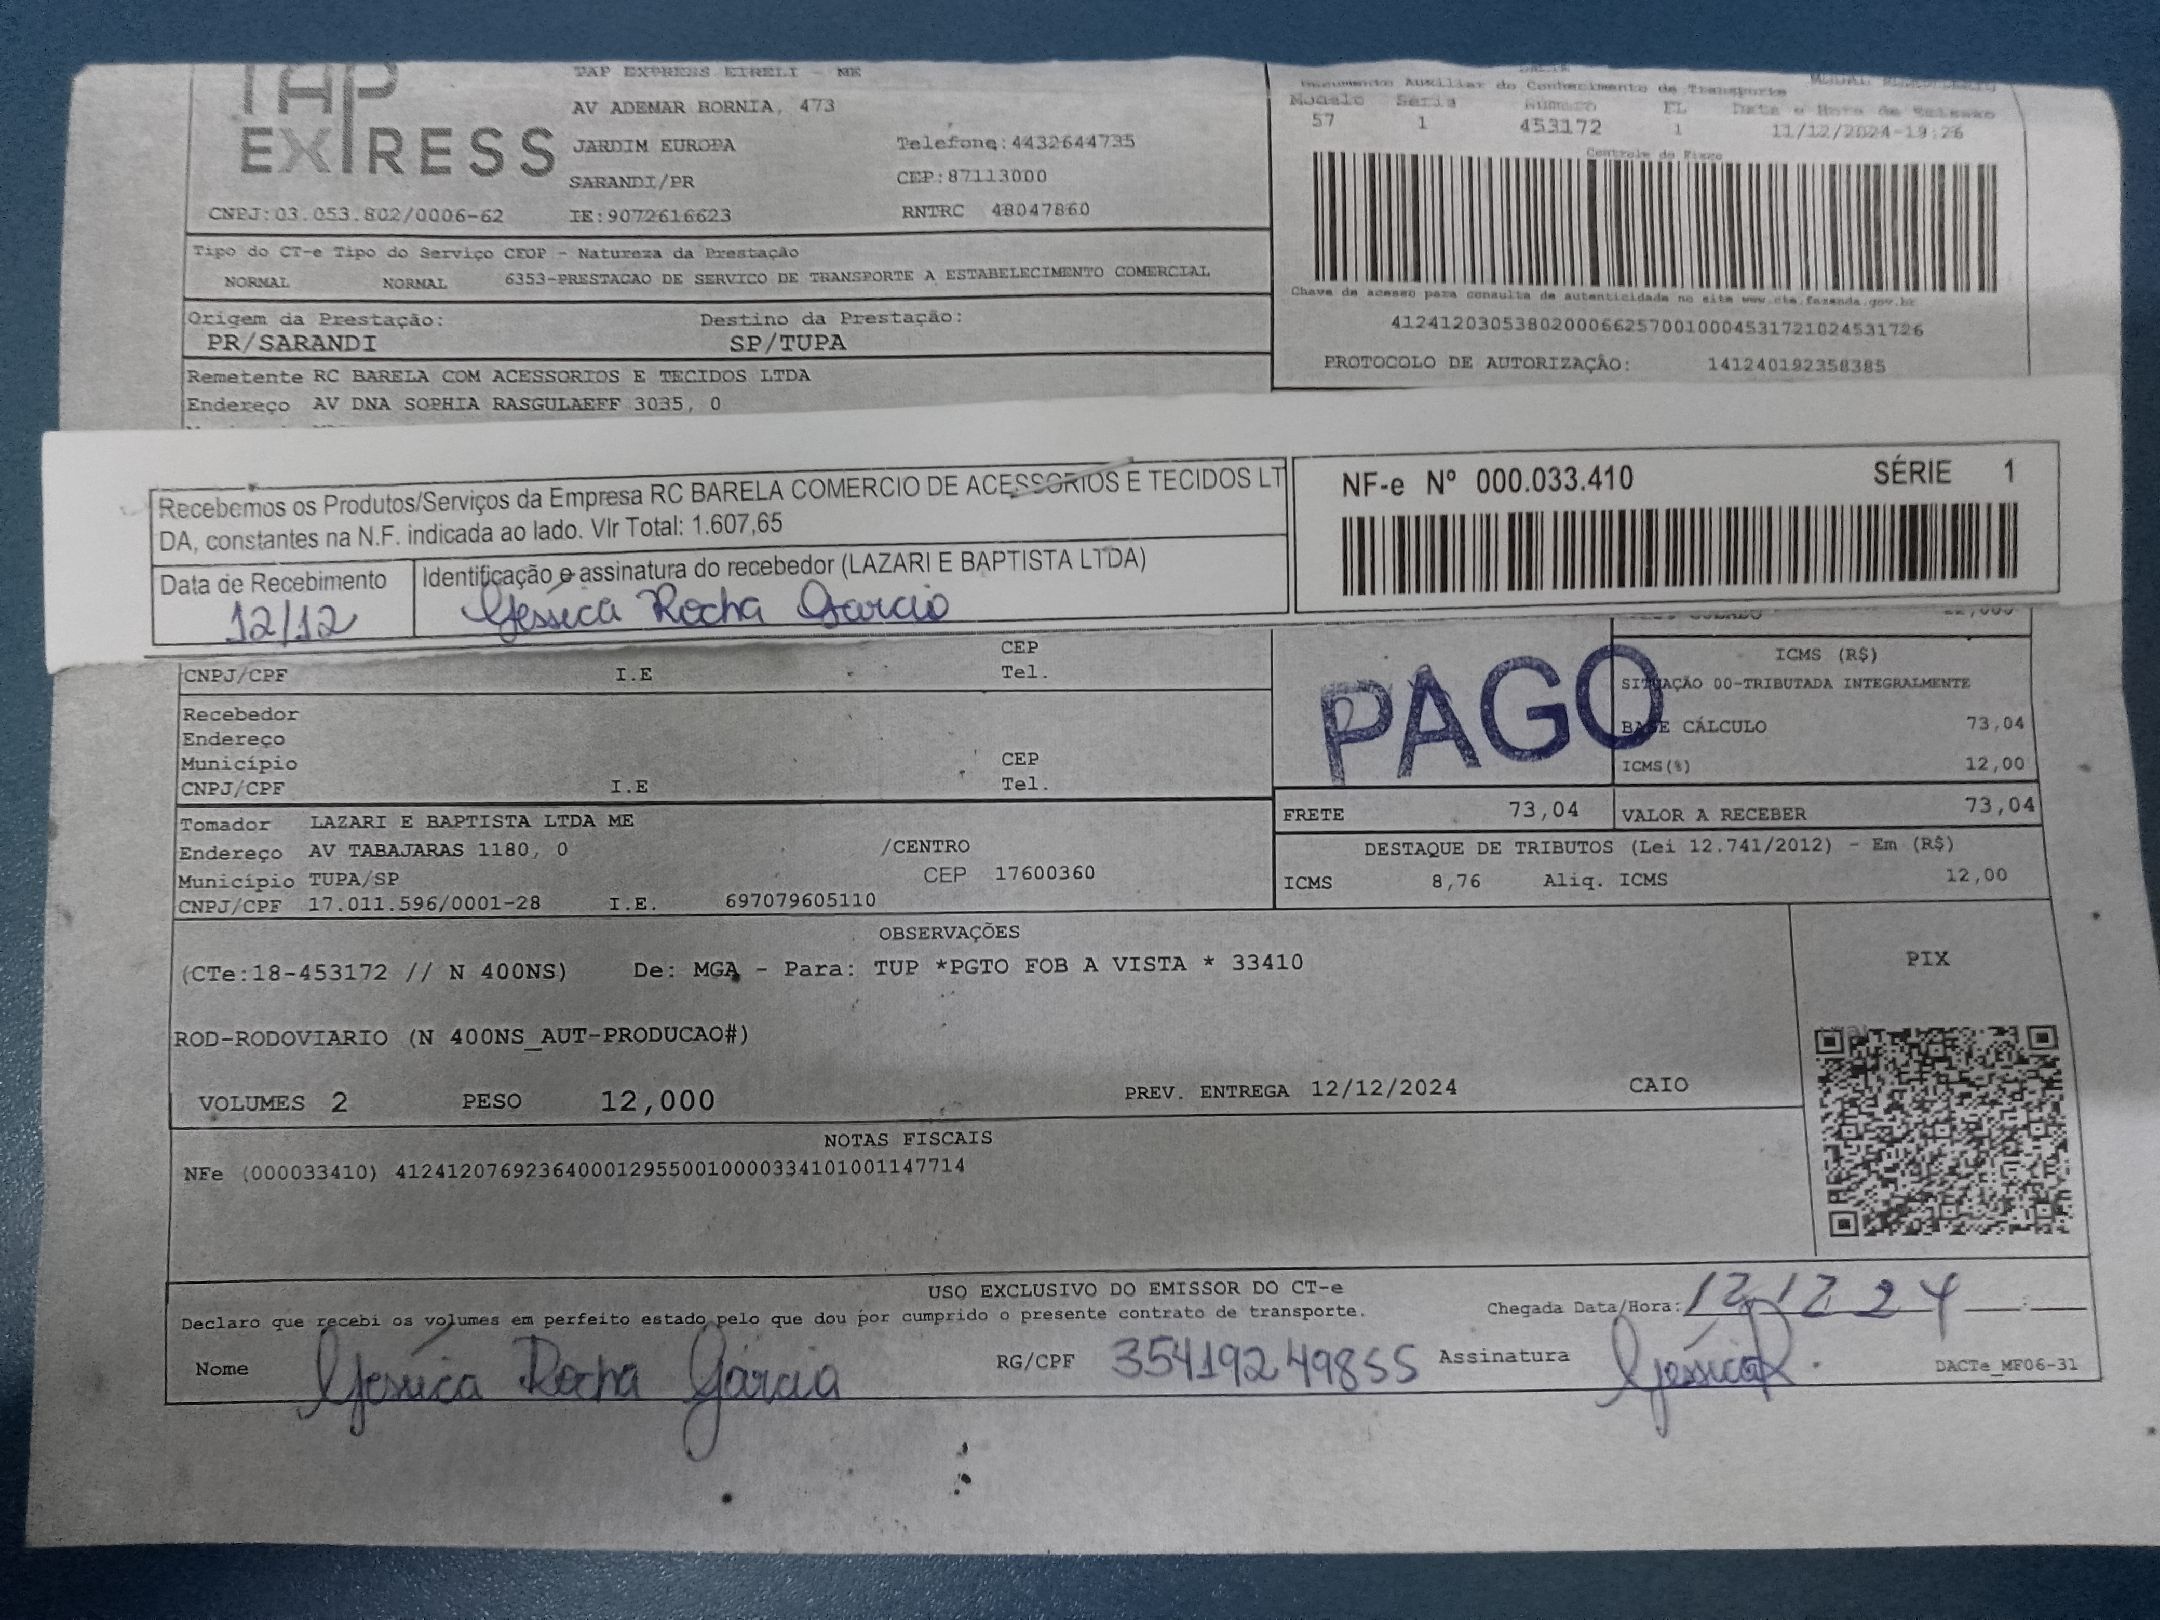 TAP EXPRESS
TAP EXPRESS EIRELI - ME
AV ADEMAR BORNIA, 473
JARDIM EUROPA
Telefone:4432644735
SARANDI/PR
CEP:87113000
CNPJ:03.053.802/0006-62
IE:9072616623
RNTRC 48047860
Documento Auxiliar do Conhecimento de Transporte
Modelo Série Número FL Data e Hora de Emissão
57 1 453172 1 11/12/2024-19:26
Controle do Fisco
Chave de acesso para consulta de autenticidade no site www.cte.fazenda.gov.br
41241203053802000662570010004531721024531726
PROTOCOLO DE AUTORIZAÇÃO: 141240192358385
Tipo do CT-e Tipo do Serviço CFOP - Natureza da Prestação
NORMAL NORMAL 6353-PRESTACAO DE SERVICO DE TRANSPORTE A ESTABELECIMENTO COMERCIAL
Origem da Prestação: Destino da Prestação:
PR/SARANDI SP/TUPA
Remetente RC BARELA COM ACESSORIOS E TECIDOS LTDA
Endereço AV DNA SOPHIA RASGULAEFF 3035, 0
Recebemos os Produtos/Serviços da Empresa RC BARELA COMERCIO DE ACESSORIOS E TECIDOS LT
DA, constantes na N.F. indicada ao lado. Vlr Total: 1.607,65
Data de Recebimento
12/12
Identificação e assinatura do recebedor (LAZARI E BAPTISTA LTDA)
Gessica Rocha Garcia
NF-e Nº 000.033.410 SÉRIE 1
CEP
CNPJ/CPF I.E Tel.
Recebedor
Endereço
Município CEP
CNPJ/CPF I.E Tel.
PAGO
ICMS (R$)
SITUAÇÃO 00-TRIBUTADA INTEGRALMENTE
BASE CÁLCULO 73,04
ICMS(%) 12,00
FRETE 73,04 VALOR A RECEBER 73,04
DESTAQUE DE TRIBUTOS (Lei 12.741/2012) - Em (R$)
ICMS 8,76 Aliq. ICMS 12,00
Tomador LAZARI E BAPTISTA LTDA ME
Endereço AV TABAJARAS 1180, 0 /CENTRO
Município TUPA/SP CEP 17600360
CNPJ/CPF 17.011.596/0001-28 I.E. 697079605110
OBSERVAÇÕES
(CTe:18-453172 // N 400NS) De: MGA - Para: TUP *PGTO FOB A VISTA * 33410
PIX
ROD-RODOVIARIO (N 400NS_AUT-PRODUCAO#)
VOLUMES 2 PESO 12,000 PREV. ENTREGA 12/12/2024 CAIO
NOTAS FISCAIS
NFe (000033410) 41241207692364000129550010000334101001147714
USO EXCLUSIVO DO EMISSOR DO CT-e
Declaro que recebi os volumes em perfeito estado pelo que dou por cumprido o presente contrato de transporte.
Chegada Data/Hora: 12 12 24
Nome Gessica Rocha Garcia RG/CPF 35419249855 Assinatura Gessica R.
DACTe_MF06-31